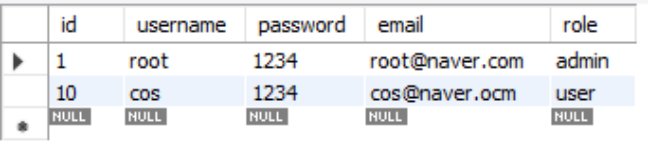 id username password email role
1 root 1234 root@naver.com admin
10 cos 1234 cos@naver.ocm user
NULL NULL NULL NULL NULL